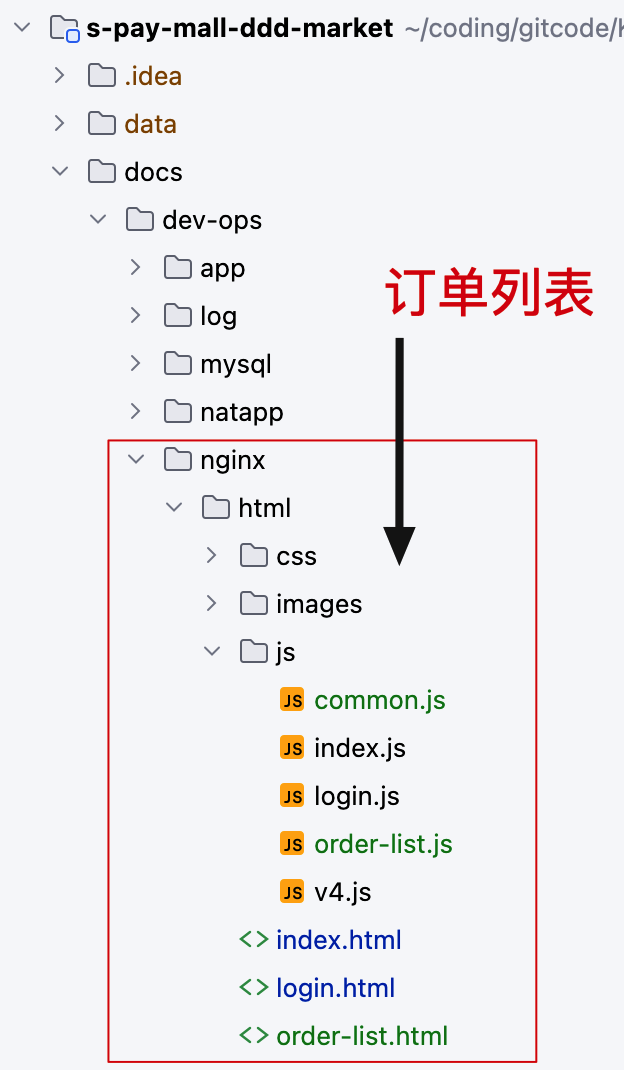 s-pay-mall-ddd-market ~/coding/gitcode/
.idea
data
docs
dev-ops
app
订单列表
log
mysql
natapp
nginx
html
css
images
js
JS common.js
JS index.js
JS login.js
JS order-list.js
JS v4.js
<> index.html
<> login.html
<> order-list.html